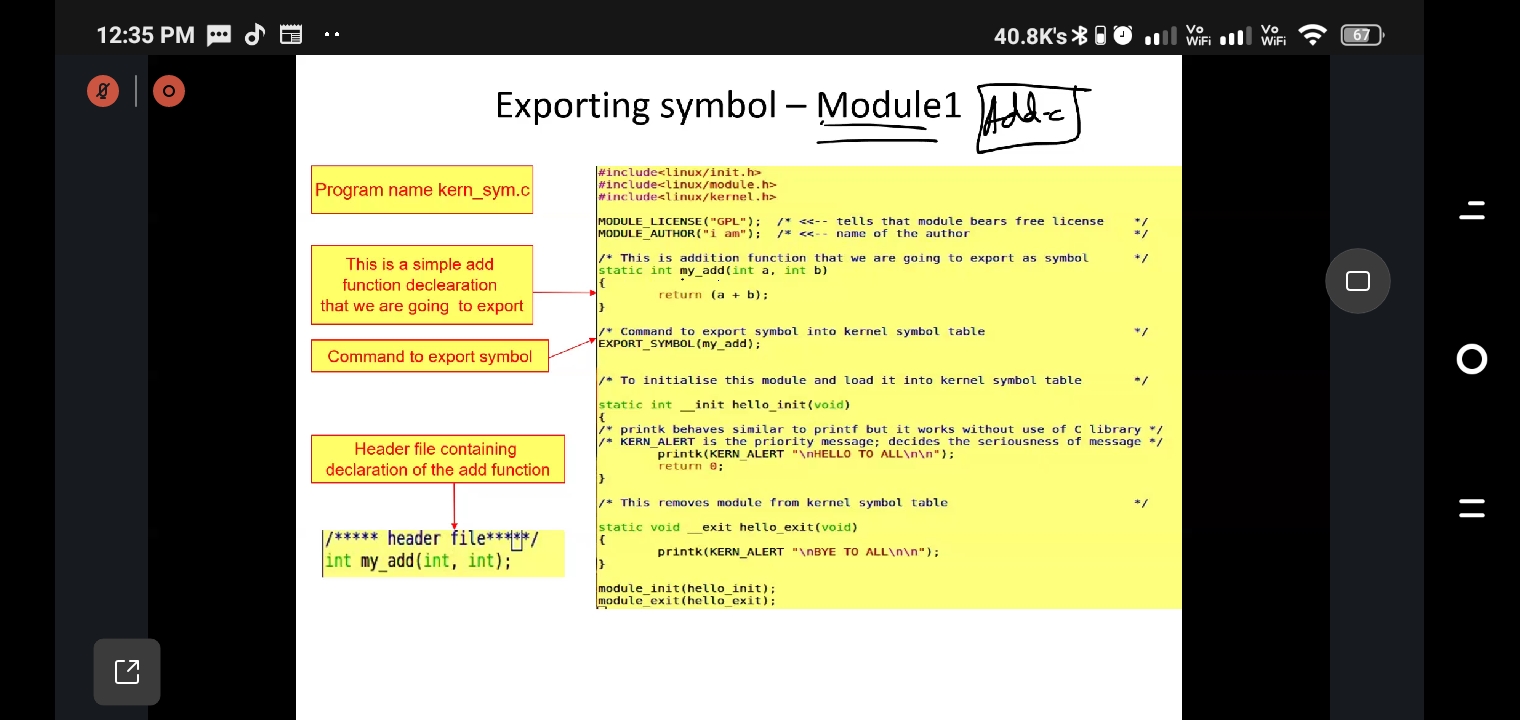 12:35 PM
40.8K's Vo WiFi Vo WiFi 67
Exporting symbol – Module1 Add.c
Program name kern_sym.c
This is a simple add
function declearation
that we are going to export
Command to export symbol
Header file containing
declaration of the add function
/***** header file*****/
int my_add(int, int);
#include<linux/init.h>
#include<linux/module.h>
#include<linux/kernel.h>
MODULE_LICENSE("GPL"); /* <<-- tells that module bears free license */
MODULE_AUTHOR("i am"); /* <<-- name of the author */
/* This is addition function that we are going to export as symbol */
static int my_add(int a, int b)
{
return (a + b);
}
/* Command to export symbol into kernel symbol table */
EXPORT_SYMBOL(my_add);
/* To initialise this module and load it into kernel symbol table */
static int __init hello_init(void)
{
/* printk behaves similar to printf but it works without use of C library */
/* KERN_ALERT is the priority message; decides the seriousness of message */
printk(KERN_ALERT "\nHELLO TO ALL\n\n");
return 0;
}
/* This removes module from kernel symbol table */
static void __exit hello_exit(void)
{
printk(KERN_ALERT "\nBYE TO ALL\n\n");
}
module_init(hello_init);
module_exit(hello_exit);